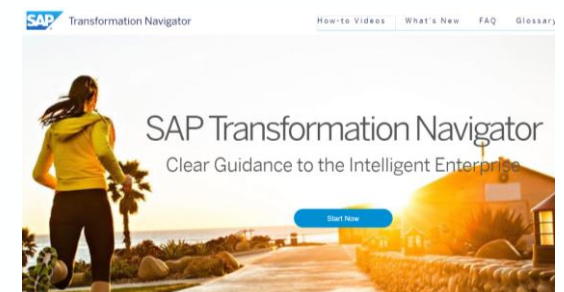 SAP Transformation Navigator
How-to Videos What's New FAQ Glossary
SAP Transformation Navigator
Clear Guidance to the Intelligent Enterprise
Start Now